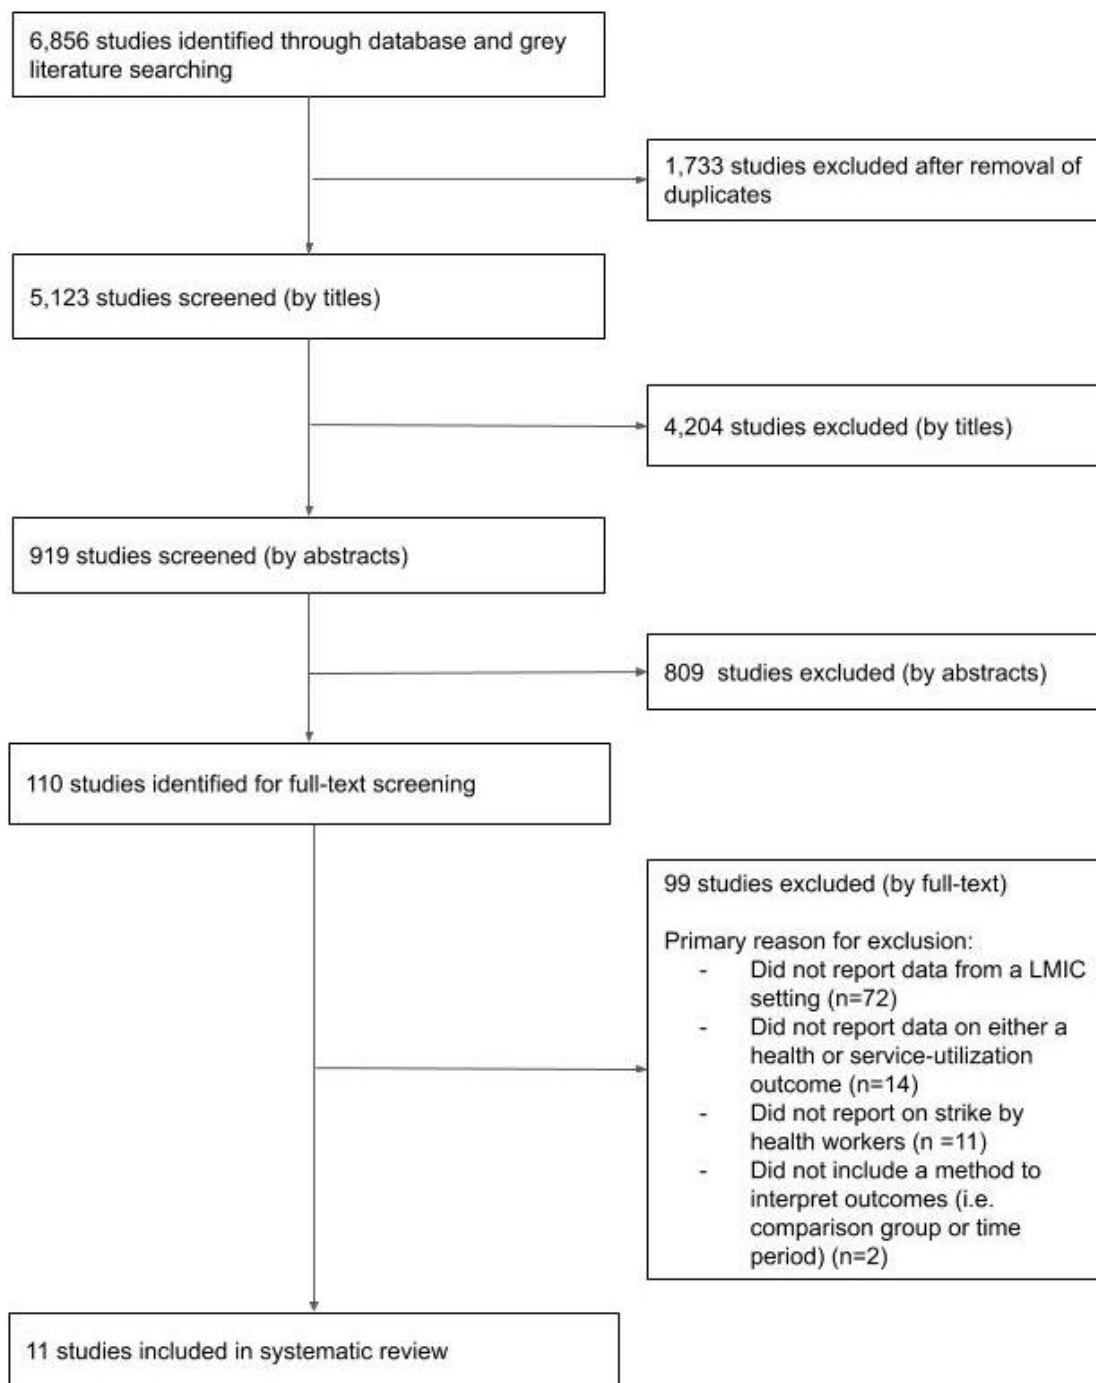 6,856 studies identified through database and grey
literature searching
1,733 studies excluded after removal of
duplicates
5,123 studies screened (by titles)
4,204 studies excluded (by titles)
919 studies screened (by abstracts)
809  studies excluded (by abstracts)
110 studies identified for full-text screening
99 studies excluded (by full-text)
Primary reason for exclusion:
- Did not report data from a LMIC
setting (n=72)
- Did not report data on either a
health or service-utilization
outcome (n=14)
- Did not report on strike by
health workers (n =11)
- Did not include a method to
interpret outcomes (i.e.
comparison group or time
period) (n=2)
11 studies included in systematic review